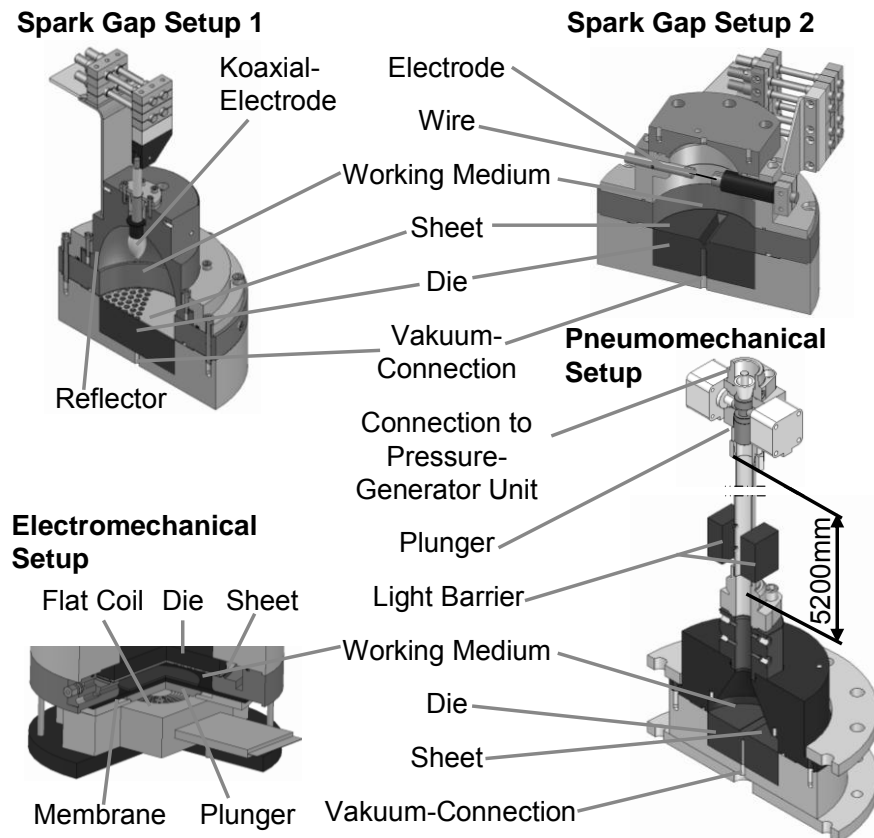 Spark Gap Setup 1
Spark Gap Setup 2
Koaxial-
Electrode
Electrode
Wire
Working Medium
Sheet
Die
Vakuum-
Connection
Reflector
Pneumomechanical
Setup
Connection to
Pressure-
Generator Unit
Plunger
Light Barrier
5200mm
Electromechanical
Setup
Flat Coil Die Sheet
Working Medium
Die
Sheet
Membrane Plunger
Vakuum-Connection